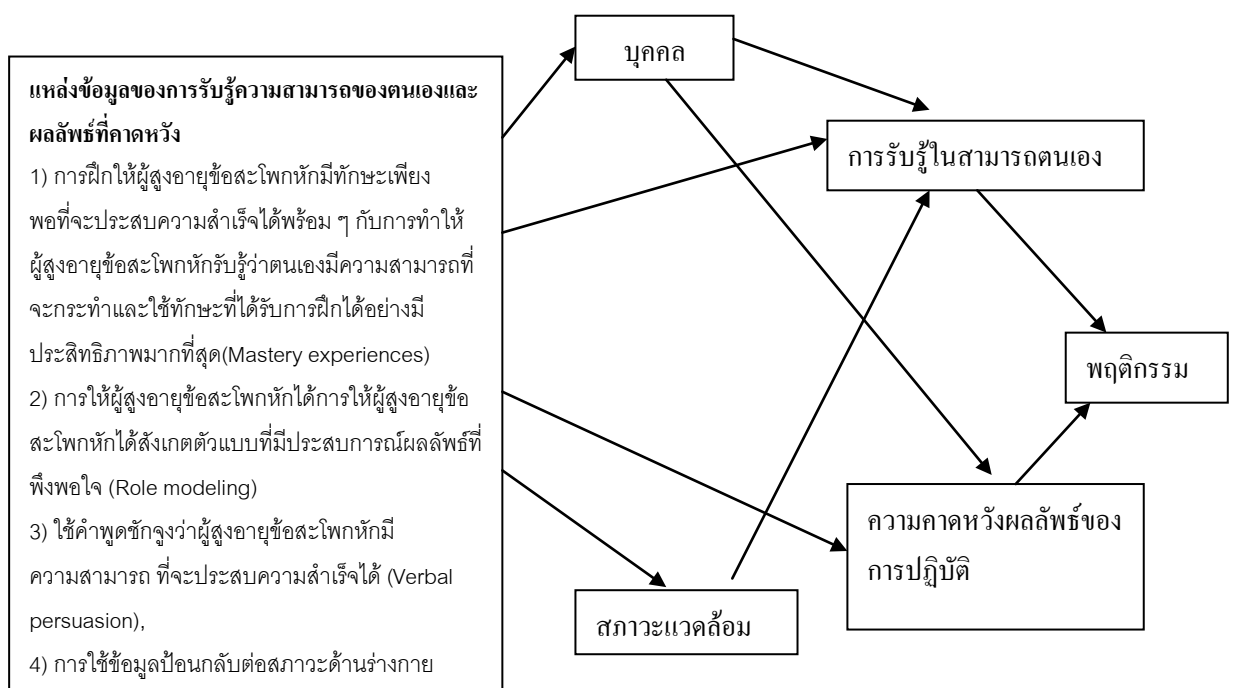 แหล่งข้อมูลของการรับรู้ความสามารถของตนเองและ
ผลลัพธ์ที่คาดหวัง
1) การฝึกให้ผู้สูงอายุข้อสะโพกหักมีทักษะเพียง
พอที่จะประสบความสำเร็จได้พร้อม ๆ กับการทำให้
ผู้สูงอายุข้อสะโพกหักรับรู้ว่าตนเองมีความสามารถที่
จะกระทำและใช้ทักษะที่ได้รับการฝึกได้อย่างมี
ประสิทธิภาพมากที่สุด(Mastery experiences)
2) การให้ผู้สูงอายุข้อสะโพกหักได้การให้ผู้สูงอายุข้อ
สะโพกหักได้สังเกตตัวแบบที่มีประสบการณ์ผลลัพธ์ที่
พึงพอใจ (Role modeling)
3) ใช้คำพูดชักจูงว่าผู้สูงอายุข้อสะโพกหักมี
ความสามารถ ที่จะประสบความสำเร็จได้ (Verbal
persuasion),
4) การใช้ข้อมูลป้อนกลับต่อสภาวะด้านร่างกาย
บุคคล
การรับรู้ในสามารถตนเอง
พฤติกรรม
ความคาดหวังผลลัพธ์ของ
การปฏิบัติ
สภาวะแวดล้อม